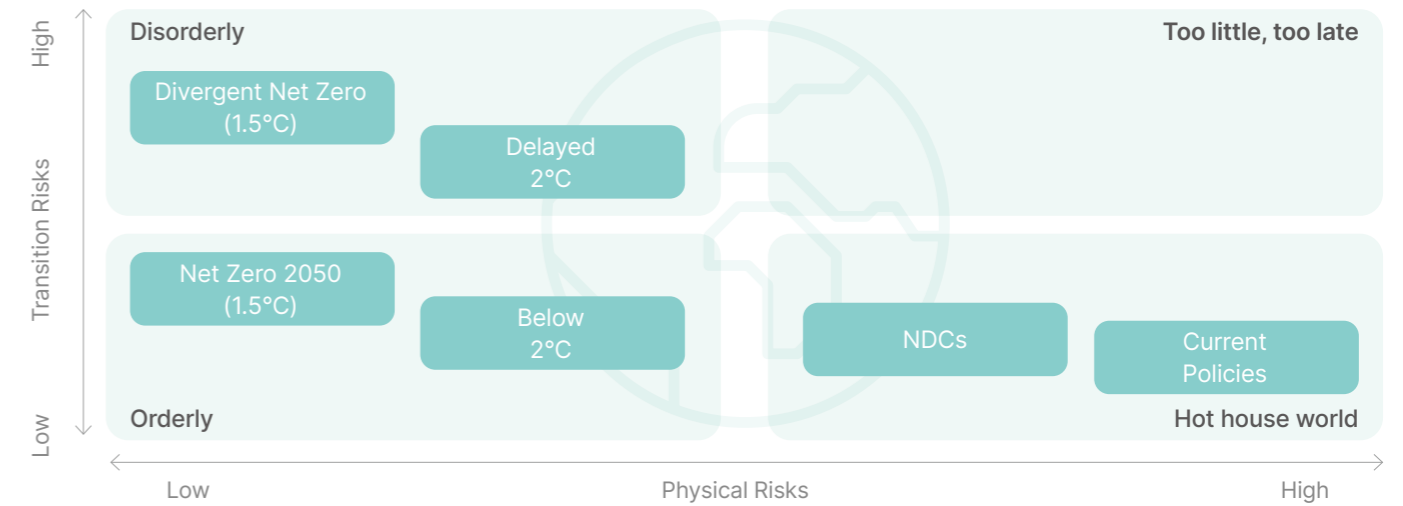 High
Transition Risks
Low
Disorderly
Divergent Net Zero
(1.5°C)
Delayed
2°C
Too little, too late
Net Zero 2050
(1.5°C)
Below
2°C
Orderly
NDCs
Current
Policies
Hot house world
Low
Physical Risks
High